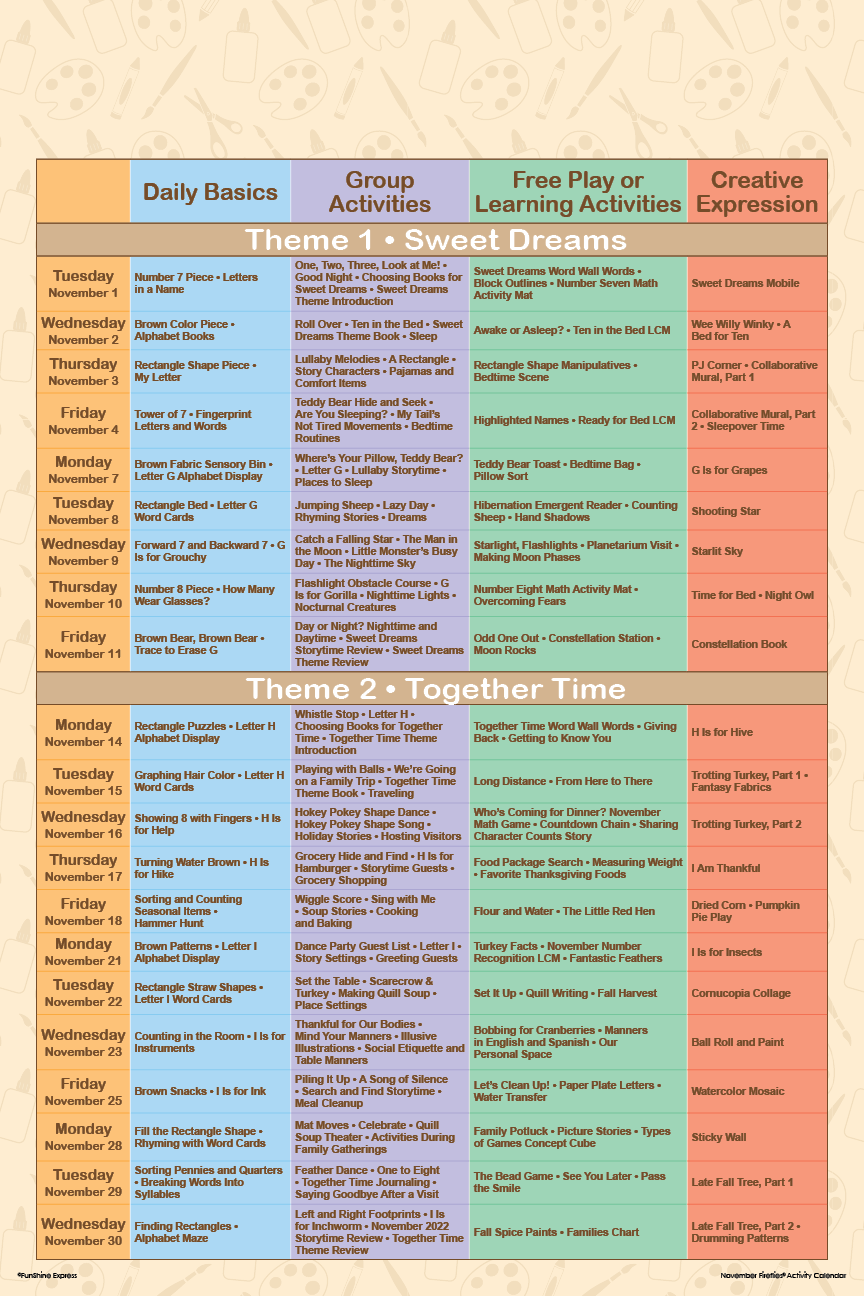 Daily Basics
Group
Activities
Free Play or
Learning Activities
Creative
Expression
Theme 1 • Sweet Dreams
Tuesday
November 1
Number 7 Piece • Letters
in a Name
One, Two, Three, Look at Me! •
Good Night • Choosing Books for
Sweet Dreams • Sweet Dreams
Theme Introduction
Sweet Dreams Word Wall Words •
Block Outlines • Number Seven Math
Activity Mat
Sweet Dreams Mobile
Wednesday
November 2
Brown Color Piece •
Alphabet Books
Roll Over • Ten in the Bed • Sweet
Dreams Theme Book • Sleep
Awake or Asleep? • Ten in the Bed LCM
Wee Willy Winky • A
Bed for Ten
Thursday
November 3
Rectangle Shape Piece •
My Letter
Lullaby Melodies • A Rectangle •
Story Characters • Pajamas and
Comfort Items
Rectangle Shape Manipulatives •
Bedtime Scene
PJ Corner • Collaborative
Mural, Part 1
Friday
November 4
Tower of 7 • Fingerprint
Letters and Words
Teddy Bear Hide and Seek •
Are You Sleeping? • My Tail's
Not Tired Movements • Bedtime
Routines
Highlighted Names • Ready for Bed LCM
Collaborative Mural, Part
2 • Sleepover Time
Monday
November 7
Brown Fabric Sensory Bin •
Letter G Alphabet Display
Where's Your Pillow, Teddy Bear?
• Letter G • Lullaby Storytime •
Places to Sleep
Teddy Bear Toast • Bedtime Bag •
Pillow Sort
G Is for Grapes
Tuesday
November 8
Rectangle Bed • Letter G
Word Cards
Jumping Sheep • Lazy Day •
Rhyming Stories • Dreams
Hibernation Emergent Reader • Counting
Sheep • Hand Shadows
Shooting Star
Wednesday
November 9
Forward 7 and Backward 7 • G
Is for Grouchy
Catch a Falling Star • The Man in
the Moon • Little Monster's Busy
Day • The Nighttime Sky
Starlight, Flashlights • Planetarium Visit •
Making Moon Phases
Starlit Sky
Thursday
November 10
Number 8 Piece • How Many
Wear Glasses?
Flashlight Obstacle Course • G
Is for Gorilla • Nighttime Lights •
Nocturnal Creatures
Number Eight Math Activity Mat •
Overcoming Fears
Time for Bed • Night Owl
Friday
November 11
Brown Bear, Brown Bear •
Trace to Erase G
Day or Night? Nighttime and
Daytime • Sweet Dreams
Storytime Review • Sweet Dreams
Theme Review
Odd One Out • Constellation Station •
Moon Rocks
Constellation Book
Theme 2 • Together Time
Monday
November 14
Rectangle Puzzles • Letter H
Alphabet Display
Whistle Stop • Letter H •
Choosing Books for Together
Time • Together Time Theme
Introduction
Together Time Word Wall Words • Giving
Back • Getting to Know You
H Is for Hive
Tuesday
November 15
Graphing Hair Color • Letter H
Word Cards
Playing with Balls • We're Going
on a Family Trip • Together Time
Theme Book • Traveling
Long Distance • From Here to There
Trotting Turkey, Part 1 •
Fantasy Fabrics
Wednesday
November 16
Showing 8 with Fingers • H Is
for Help
Hokey Pokey Shape Dance •
Hokey Pokey Shape Song •
Holiday Stories • Hosting Visitors
Who's Coming for Dinner? November
Math Game • Countdown Chain • Sharing
Character Counts Story
Trotting Turkey, Part 2
Thursday
November 17
Turning Water Brown • H Is
for Hike
Grocery Hide and Find • H Is for
Hamburger • Storytime Guests •
Grocery Shopping
Food Package Search • Measuring Weight
• Favorite Thanksgiving Foods
I Am Thankful
Friday
November 18
Sorting and Counting
Seasonal Items •
Hammer Hunt
Wiggle Score • Sing with Me
• Soup Stories • Cooking
and Baking
Flour and Water • The Little Red Hen
Dried Corn • Pumpkin
Pie Play
Monday
November 21
Brown Patterns • Letter I
Alphabet Display
Dance Party Guest List • Letter I •
Story Settings • Greeting Guests
Turkey Facts • November Number
Recognition LCM • Fantastic Feathers
I Is for Insects
Tuesday
November 22
Rectangle Straw Shapes •
Letter I Word Cards
Set the Table • Scarecrow &
Turkey • Making Quill Soup •
Place Settings
Set It Up • Quill Writing • Fall Harvest
Cornucopia Collage
Wednesday
November 23
Counting in the Room • I Is for
Instruments
Thankful for Our Bodies •
Mind Your Manners • Illusive
Illustrations • Social Etiquette and
Table Manners
Bobbing for Cranberries • Manners
in English and Spanish • Our
Personal Space
Ball Roll and Paint
Friday
November 25
Brown Snacks • I Is for Ink
Piling It Up • A Song of Silence
• Search and Find Storytime •
Meal Cleanup
Let's Clean Up! • Paper Plate Letters •
Water Transfer
Watercolor Mosaic
Monday
November 28
Fill the Rectangle Shape •
Rhyming with Word Cards
Mat Moves • Celebrate • Quill
Soup Theater • Activities During
Family Gatherings
Family Potluck • Picture Stories • Types
of Games Concept Cube
Sticky Wall
Tuesday
November 29
Sorting Pennies and Quarters
• Breaking Words Into
Syllables
Feather Dance • One to Eight
• Together Time Journaling •
Saying Goodbye After a Visit
The Bead Game • See You Later • Pass
the Smile
Late Fall Tree, Part 1
Wednesday
November 30
Finding Rectangles •
Alphabet Maze
Left and Right Footprints • I Is
for Inchworm • November 2022
Storytime Review • Together Time
Theme Review
Fall Spice Paints • Families Chart
Late Fall Tree, Part 2 •
Drumming Patterns
©FunShine Express
November Fireflies® Activity Calendar